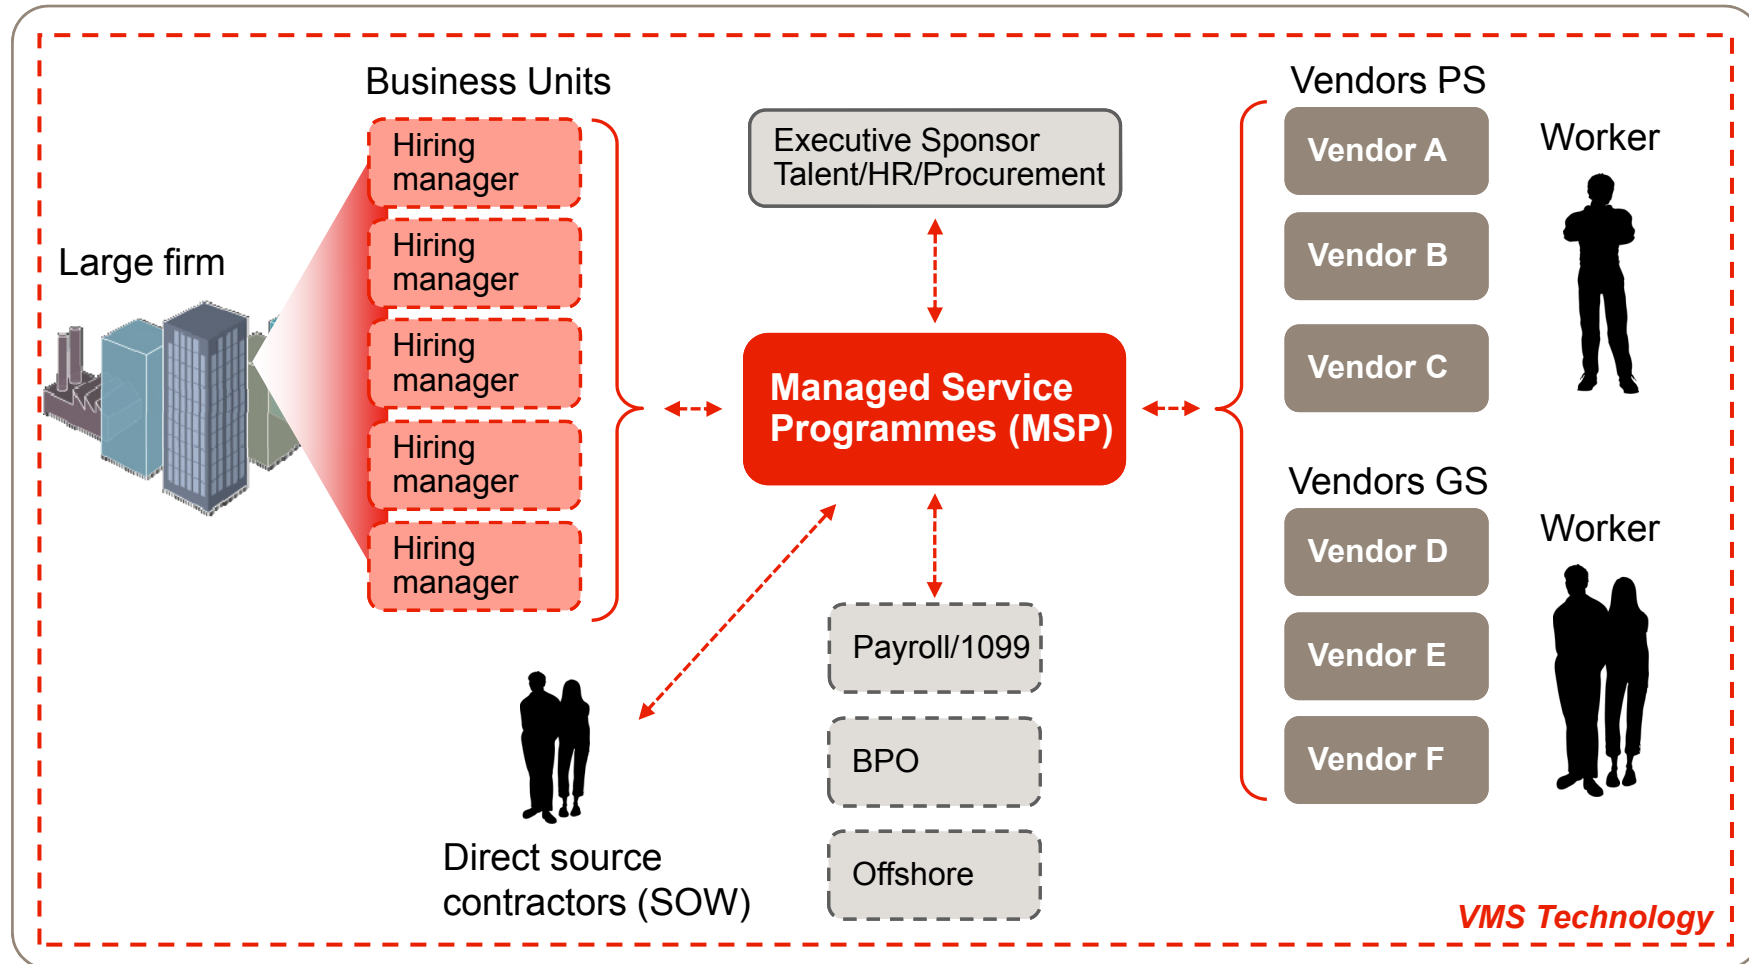 Business Units
Hiring
manager
Hiring
manager
Hiring
manager
Hiring
manager
Hiring
manager
Large firm
Executive Sponsor
Talent/HR/Procurement
Managed Service
Programmes (MSP)
Payroll/1099
BPO
Offshore
Direct source
contractors (SOW)
Vendors PS
Vendor A
Vendor B
Vendor C
Worker
Vendors GS
Vendor D
Vendor E
Vendor F
Worker
VMS Technology